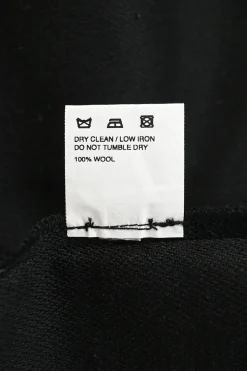 DRY CLEAN / LOW IRON
DO NOT TUMBLE DRY
100% WOOL